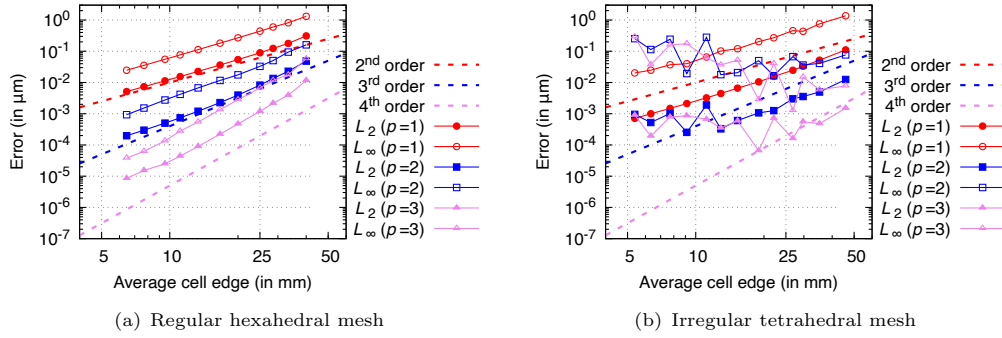 10⁰
10⁻¹
10⁻²
10⁻³
10⁻⁴
10⁻⁵
10⁻⁶
10⁻⁷
Error (in µm)
5 10 25 50
Average cell edge (in mm)
2ⁿᵈ order
3ʳᵈ order
4ᵗʰ order
L₂ (p=1)
L∞ (p=1)
L₂ (p=2)
L∞ (p=2)
L₂ (p=3)
L∞ (p=3)
(a) Regular hexahedral mesh
10⁰
10⁻¹
10⁻²
10⁻³
10⁻⁴
10⁻⁵
10⁻⁶
10⁻⁷
Error (in µm)
5 10 25 50
Average cell edge (in mm)
2ⁿᵈ order
3ʳᵈ order
4ᵗʰ order
L₂ (p=1)
L∞ (p=1)
L₂ (p=2)
L∞ (p=2)
L₂ (p=3)
L∞ (p=3)
(b) Irregular tetrahedral mesh